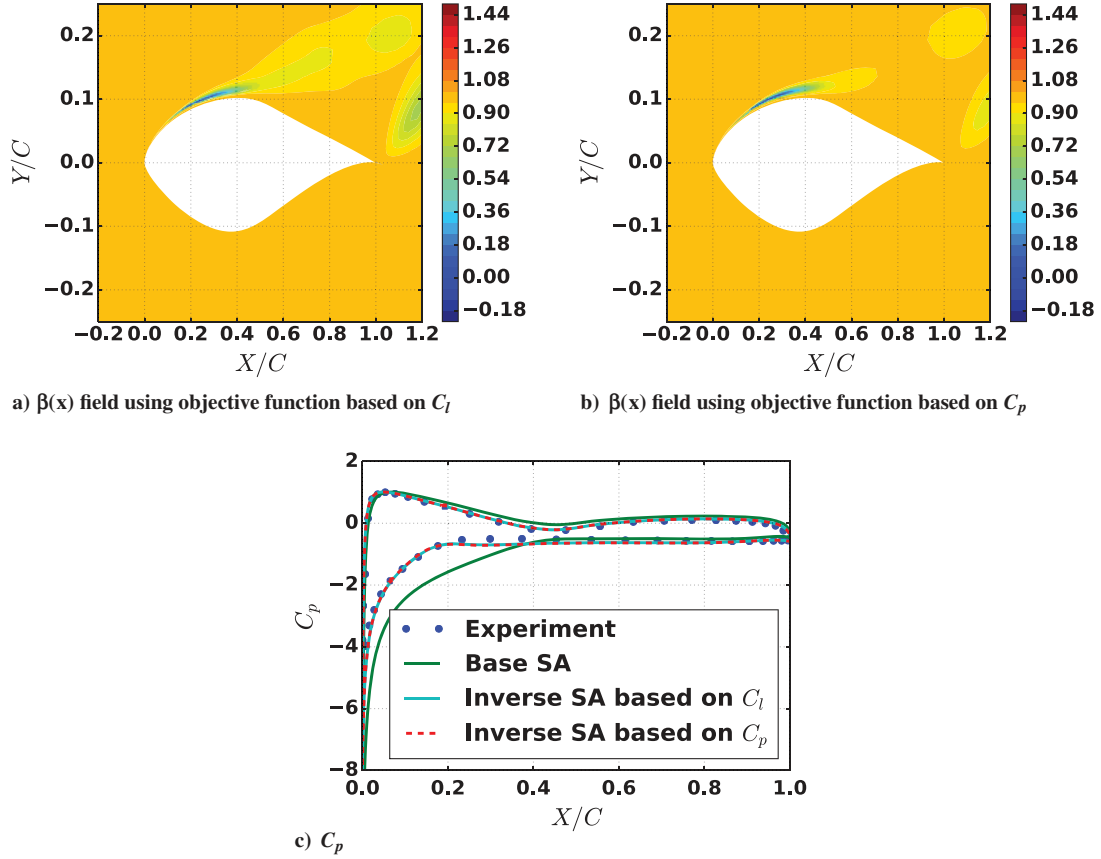 0.2
0.1
0.0
−0.1
−0.2
Y/C
−0.2 0.0 0.2 0.4 0.6 0.8 1.0 1.2
X/C
1.44
1.26
1.08
0.90
0.72
0.54
0.36
0.18
0.00
−0.18
a) β(x) field using objective function based on Cl
0.2
0.1
0.0
−0.1
−0.2
Y/C
−0.2 0.0 0.2 0.4 0.6 0.8 1.0 1.2
X/C
1.44
1.26
1.08
0.90
0.72
0.54
0.36
0.18
0.00
−0.18
b) β(x) field using objective function based on Cp
2
0
−2
−4
−6
−8
Cp
Experiment
Base SA
Inverse SA based on Cl
Inverse SA based on Cp
0.0 0.2 0.4 0.6 0.8 1.0
X/C
c) Cp